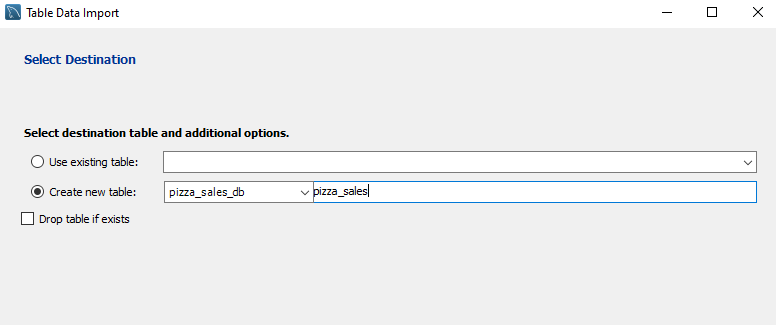 Table Data Import
Select Destination
Select destination table and additional options.
Use existing table:
Create new table: pizza_sales_db pizza_sales
Drop table if exists